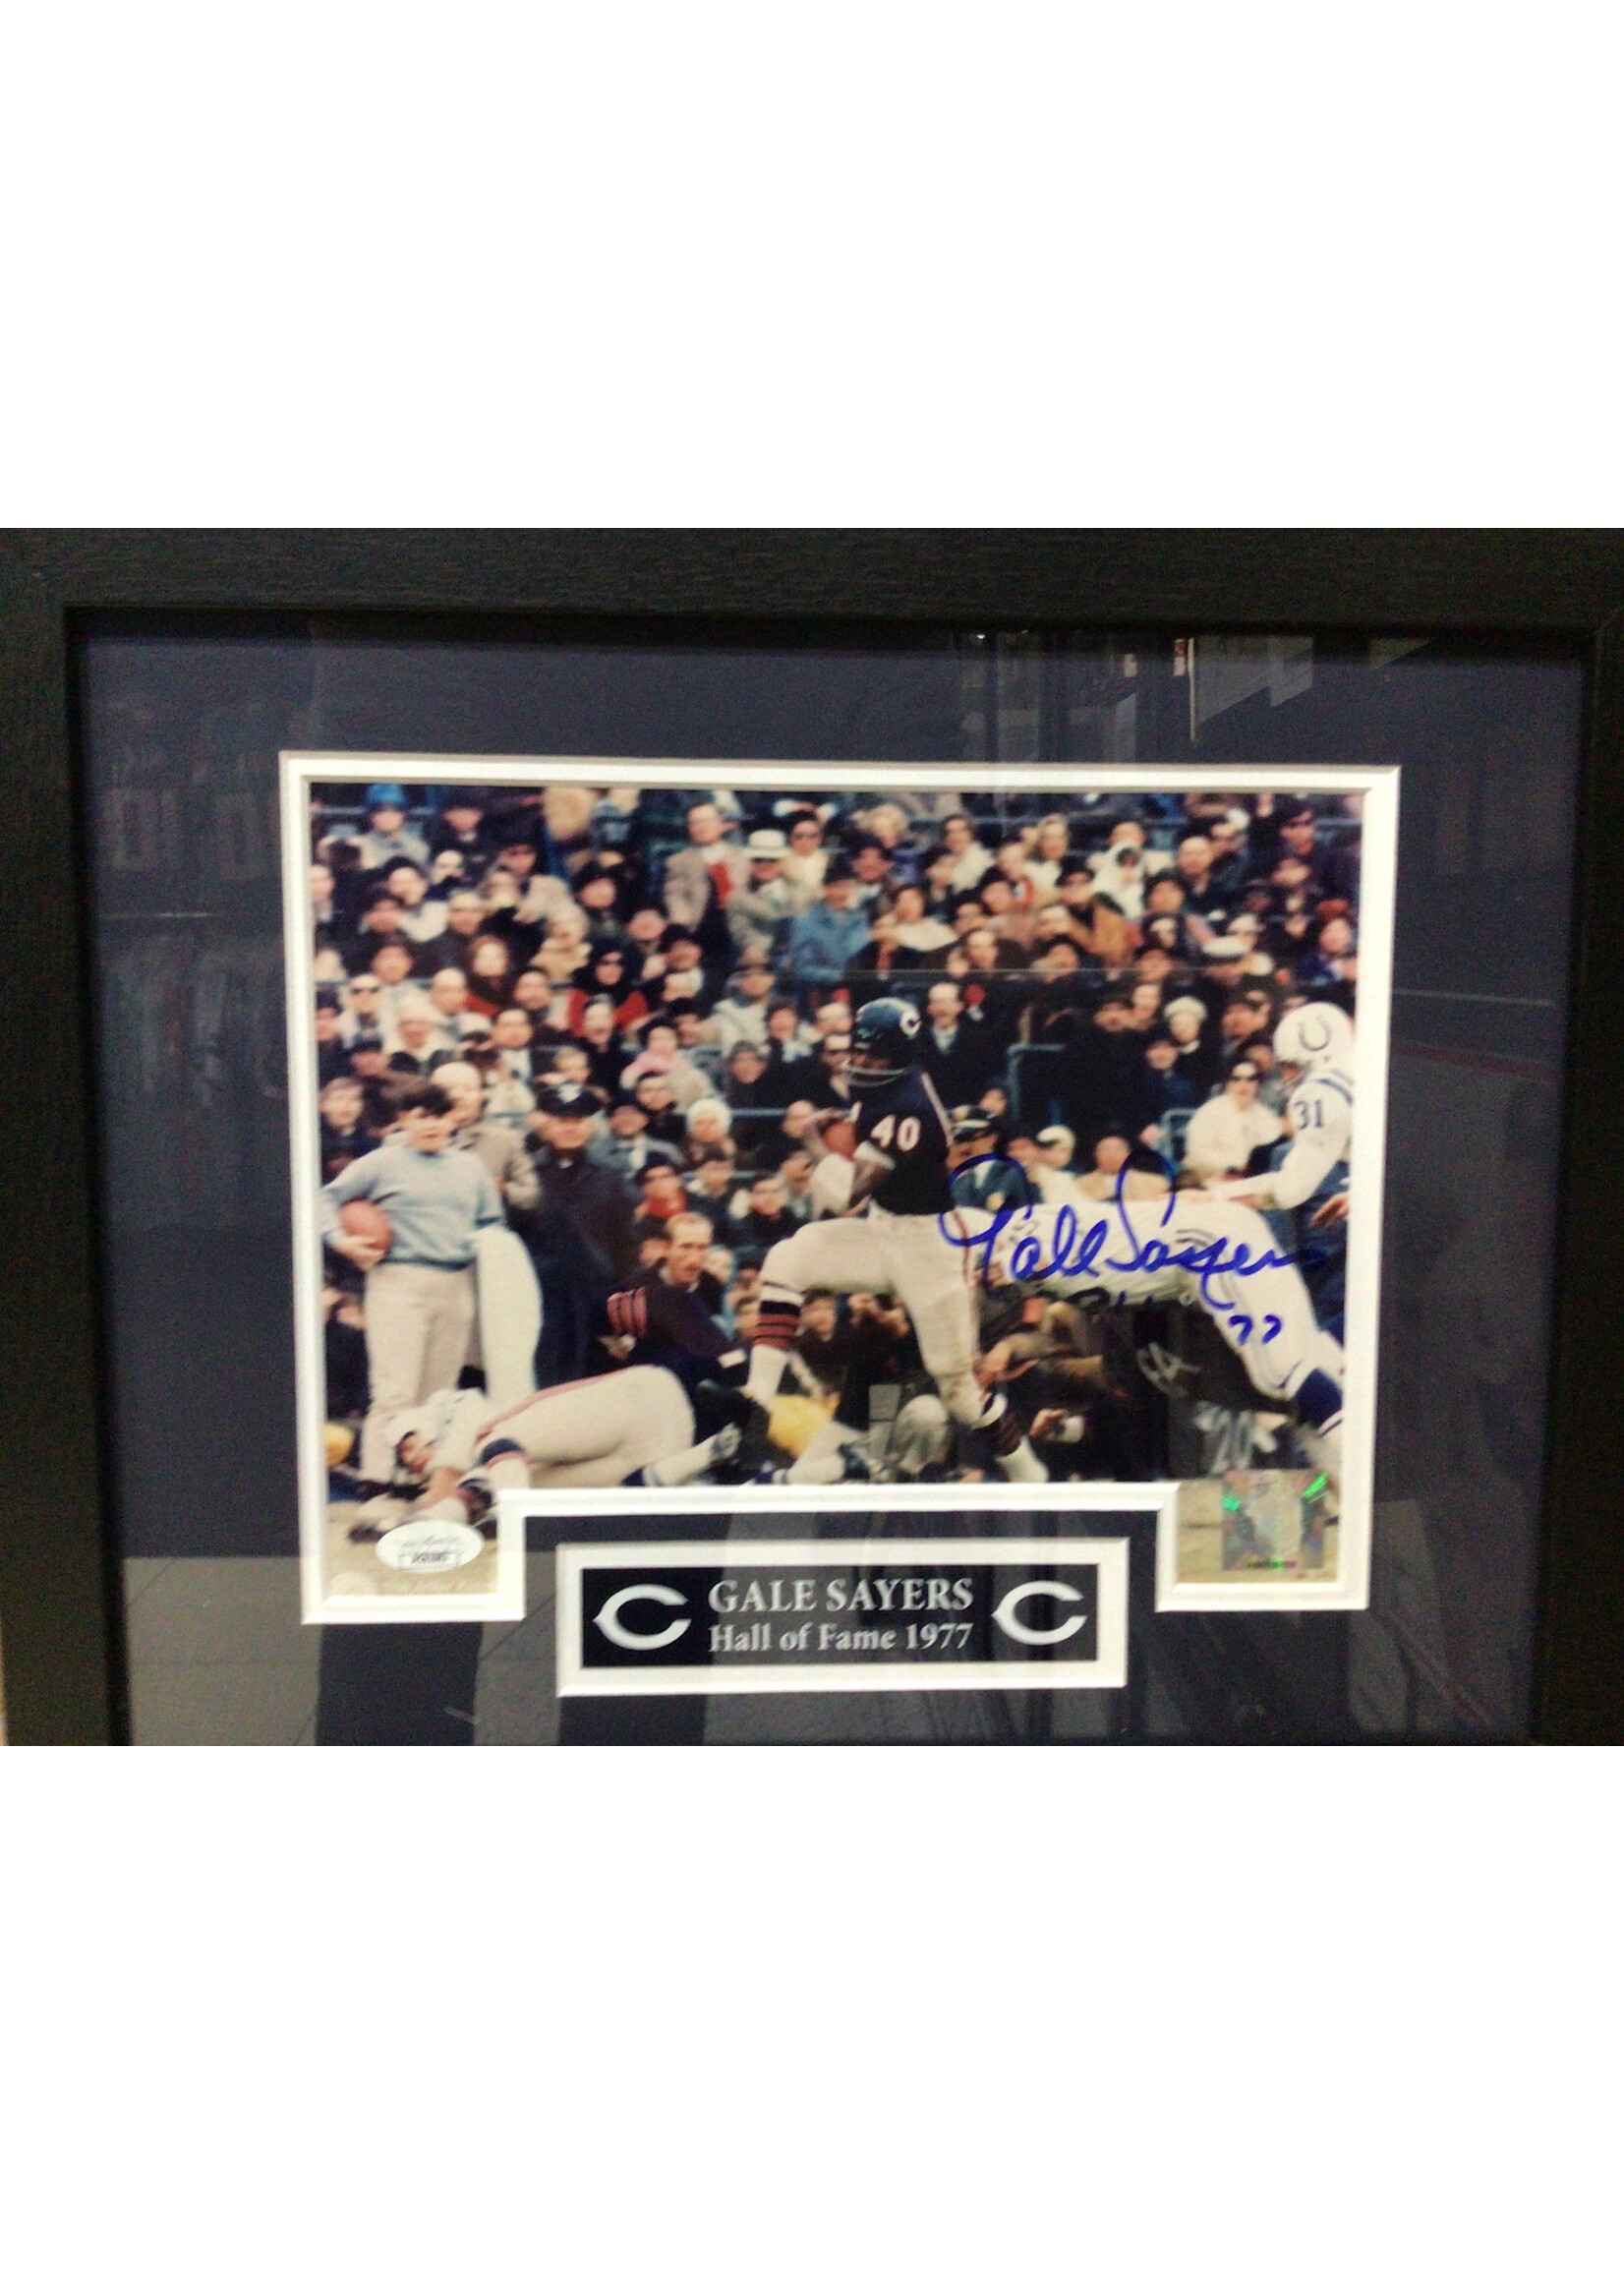 40
31
Gale Sayers
77
GALE SAYERS
Hall of Fame 1977